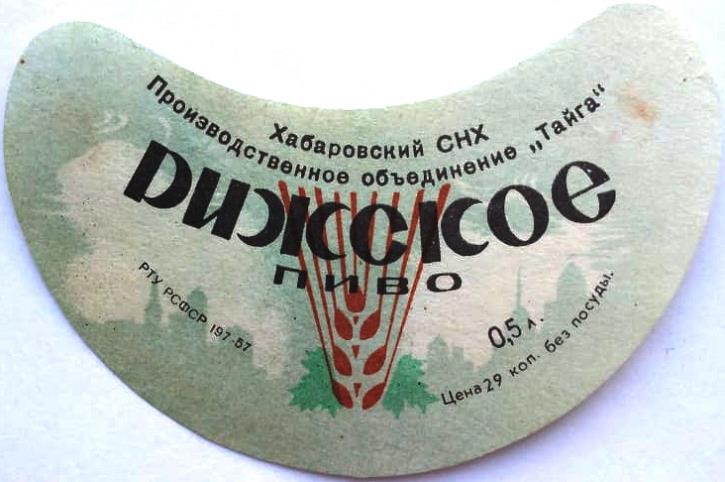 Хабаровский СНХ
Производственное объединение „Тайга“
Рижское
ПИВО
РТУ РСФСР 197-57
0,5 л.
Цена 29 коп. без посуды.